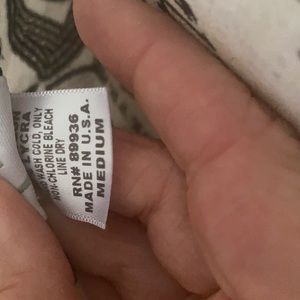 LYCRA
WASH COLD, ONLY
NON-CHLORINE BLEACH
LINE DRY
RN# 89936
MADE IN U.S.A.
MEDIUM